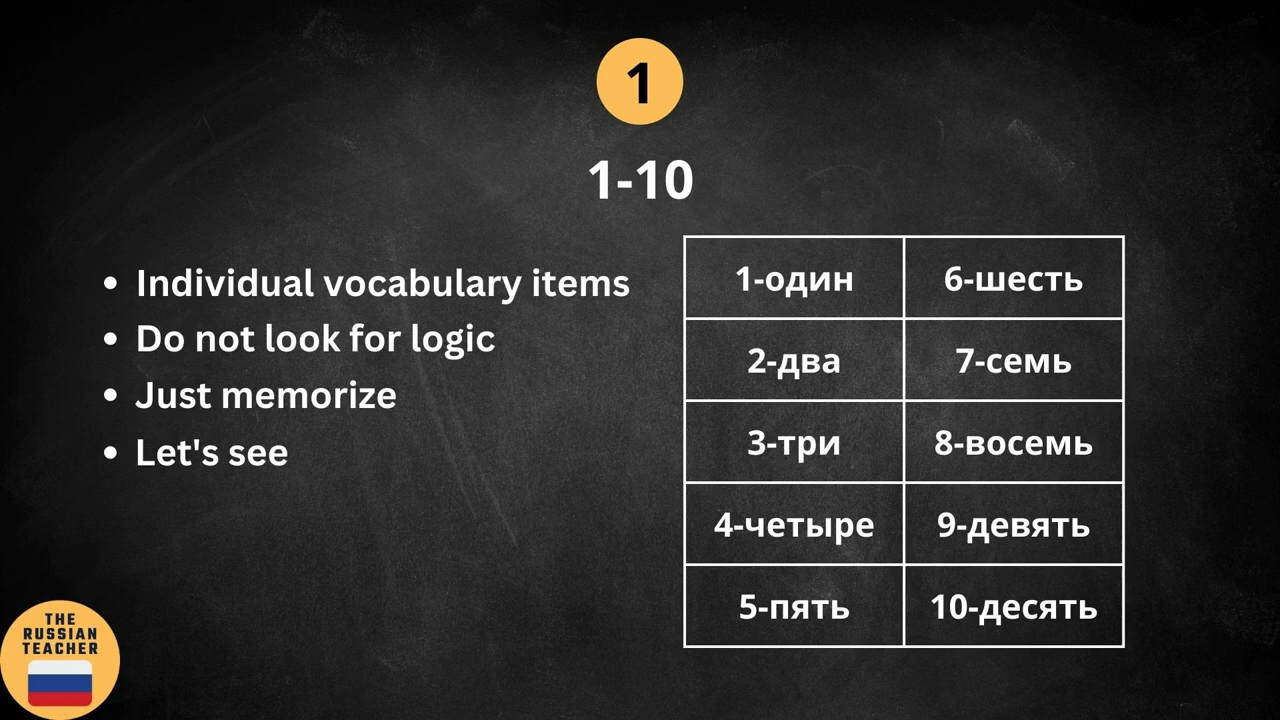 1
1-10
• Individual vocabulary items
• Do not look for logic
• Just memorize
• Let's see
1-один 6-шесть
2-два 7-семь
3-три 8-восемь
4-четыре 9-девять
5-пять 10-десять
THE
RUSSIAN
TEACHER